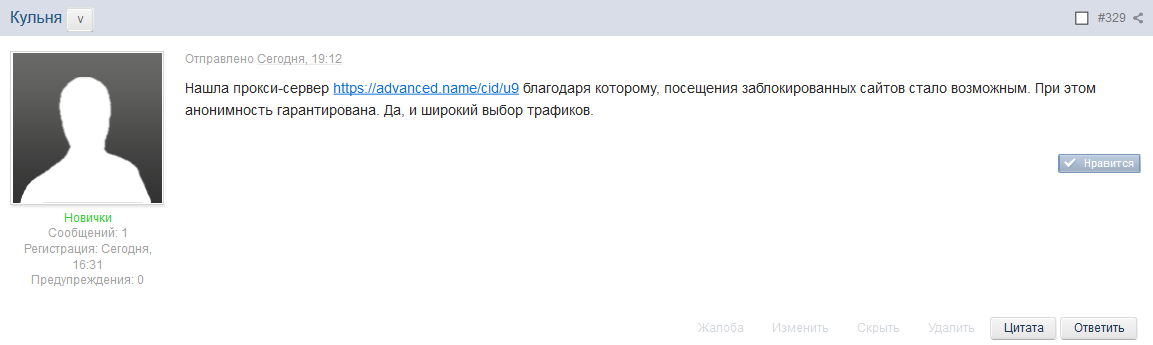 Кульня v #329
Отправлено Сегодня, 19:12
Нашла прокси-сервер https://advanced.name/cid/u9 благодаря которому, посещения заблокированных сайтов стало возможным. При этом
анонимность гарантирована. Да, и широкий выбор трафиков.
Нравится
Новички
Сообщений: 1
Регистрация: Сегодня,
16:31
Предупреждения: 0
Жалоба Изменить Скрыть Удалить Цитата Ответить